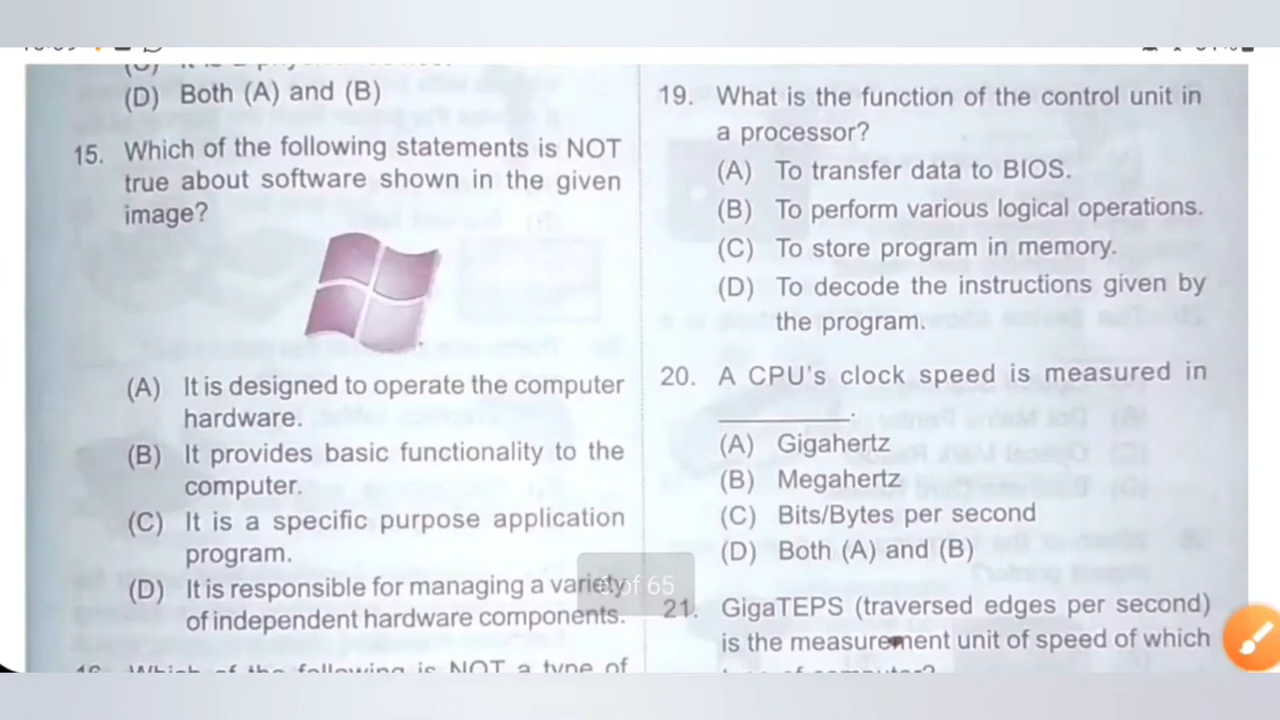 (D) Both (A) and (B)
15. Which of the following statements is NOT
true about software shown in the given
image?
(A) It is designed to operate the computer
hardware.
(B) It provides basic functionality to the
computer.
(C) It is a specific purpose application
program.
(D) It is responsible for managing a variety
of independent hardware components.
19. What is the function of the control unit in
a processor?
(A) To transfer data to BIOS.
(B) To perform various logical operations.
(C) To store program in memory.
(D) To decode the instructions given by
the program.
20. A CPU's clock speed is measured in
____________.
(A) Gigahertz
(B) Megahertz
(C) Bits/Bytes per second
(D) Both (A) and (B)
21. GigaTEPS (traversed edges per second)
is the measurement unit of speed of which
of 65